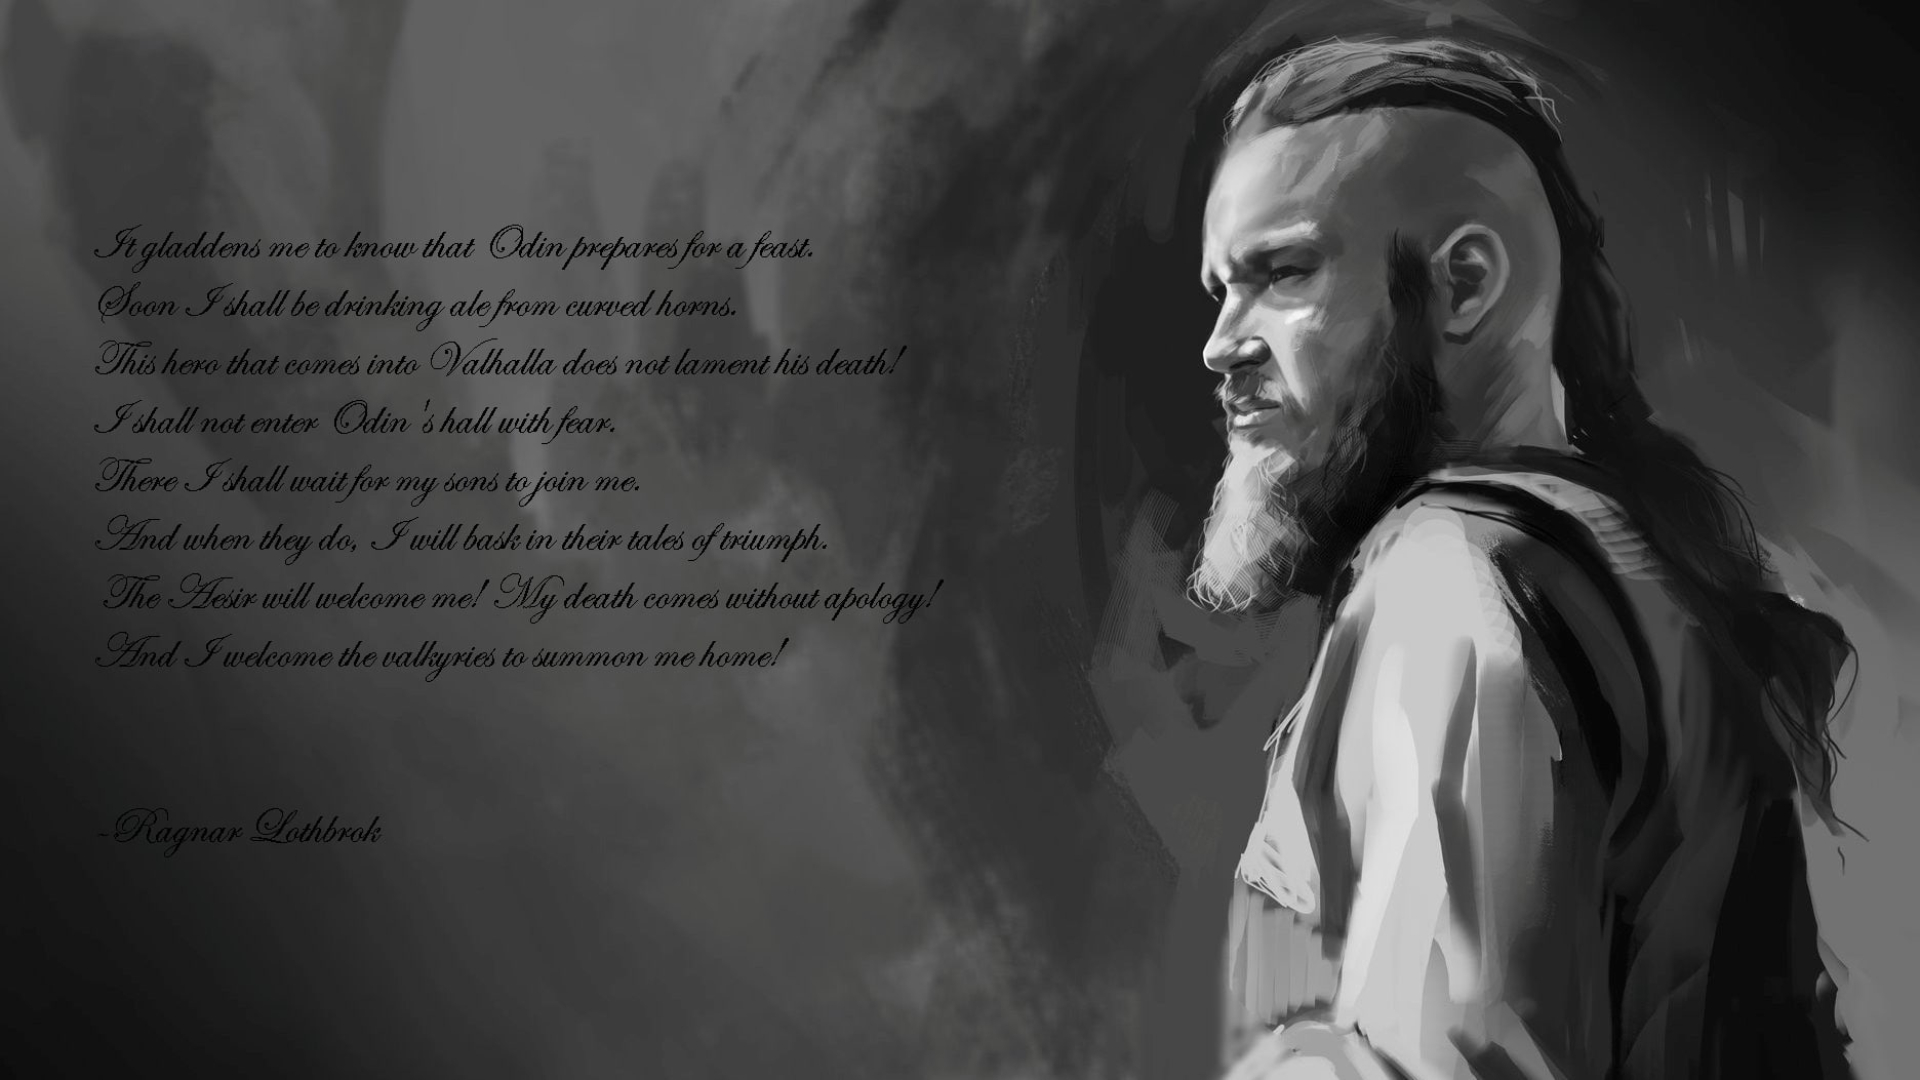 It gladdens me to know that Odin prepares for a feast.
Soon I shall be drinking ale from curved horns.
This hero that comes into Valhalla does not lament his death!
I shall not enter Odin's hall with fear.
There I shall wait for my sons to join me.
And when they do, I will bask in their tales of triumph.
The Aesir will welcome me! My death comes without apology!
And I welcome the valkyries to summon me home!
-Ragnar Lothbrok